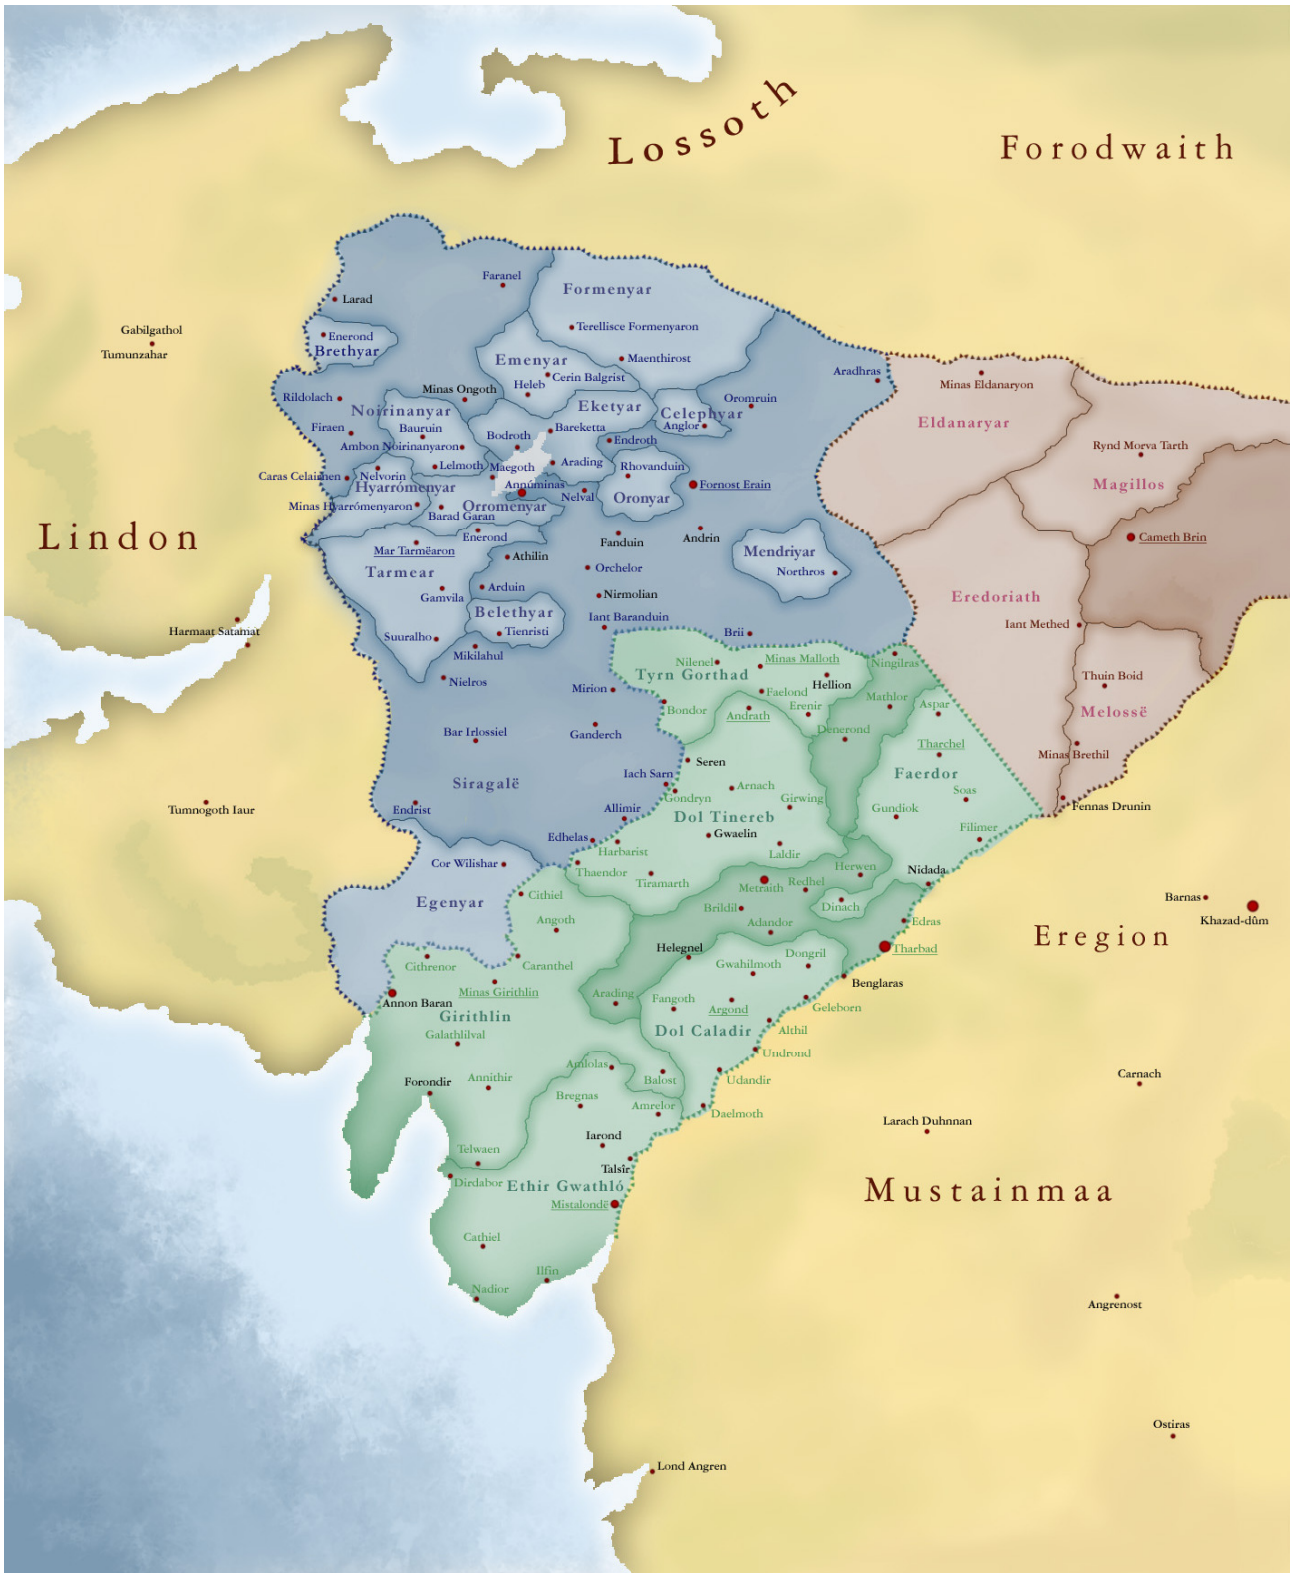 Lossoth
Forodwaith
Faranel
Formenyar
Larad
Gabilgathol
Tumunzahar
Enerond
Brethyar
Terellisce Formenyaron
Emenyar
Maenthirost
Cerin Balgrist
Heleb
Aradhras
Minas Eldanaryon
Minas Ongoth
Rildolach
Noirinanyar
Eketyar
Celephyar
Oromruin
Eldanaryar
Firaen
Bauruin
Bareketta
Anglor
Bodroth
Endroth
Ambon Noirinanyaron
Rynd Moeva Tarth
Lelmoth
Maegoth
Arading
Rhovanduin
Caras Celairnen
Nelvorin
Hyarrómenyar
Annúminas
Fornost Erain
Magillos
Nelval
Oronyar
Minas Hyarrómenyaron
Orromenyar
Barad Garan
Lindon
Enerond
Fanduin
Andrin
Cameth Brin
Mar Tarmëaron
Athilin
Mendriyar
Tarmear
Orchelor
Northros
Arduin
Gamvila
Nirmolian
Eredoriath
Belethyar
Iant Baranduin
Iant Methed
Harmaat Satamat
Suuralho
Tienristi
Brii
Mikilahul
Nilenel
Minas Malloth
Ningilras
Tyrn Gorthad
Thuin Boid
Nielros
Mirion
Hellion
Faelond
Mathlor
Bondor
Erenir
Aspar
Melossë
Andrath
Bar Irlossiel
Ganderch
Denerond
Tharchel
Minas Brethil
Seren
Iach Sarn
Faerdor
Siragalë
Arnach
Soas
Gondryn
Girwing
Fennas Drunin
Tumnogoth Iaur
Endrist
Allimir
Dol Tinereb
Gundiok
Edhelas
Gwaelin
Filimer
Harbarist
Laldir
Cor Wilishar
Thaendor
Herwen
Nidada
Tiramarth
Metraith
Redhel
Cithiel
Barnas
Egenyar
Brildil
Dinach
Khazad-dûm
Angoth
Adandor
Edras
Eregion
Helegnel
Tharbad
Cithrenor
Caranthel
Dongril
Gwahilmoth
Minas Girithlin
Benglaras
Annon Baran
Arading
Fangoth
Argond
Geleborn
Girithlin
Dol Caladir
Althil
Galathlilval
Undrond
Amlolas
Annithir
Balost
Udandir
Carnach
Forondir
Bregnas
Amrelor
Daelmoth
Larach Duhnnan
Iarond
Telwaen
Talsîr
Dirdabor
Ethir Gwathló
Mustainmaa
Mistalondë
Cathiel
Ilfin
Nadior
Angrenost
Ostiras
Lond Angren